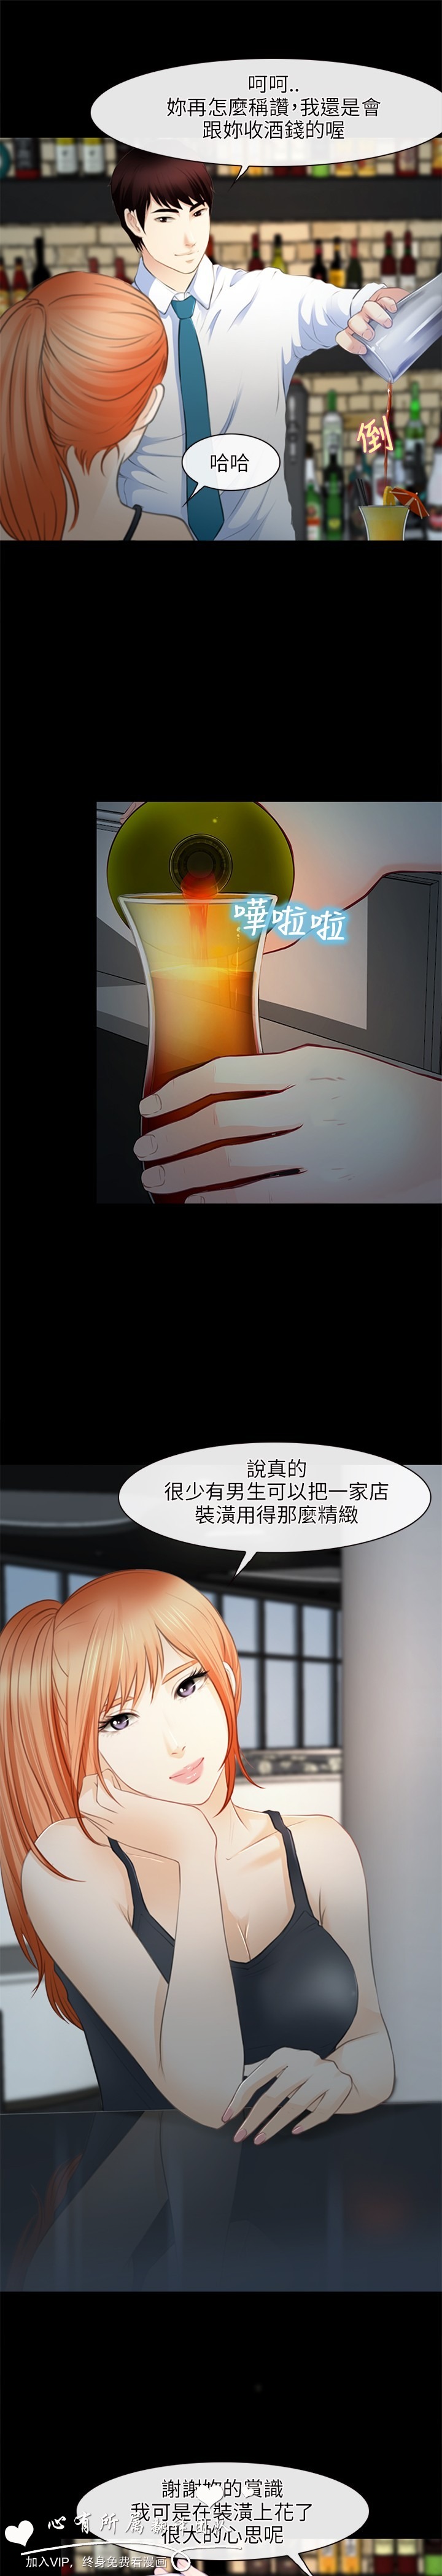 呵呵..
妳再怎麼稱讚,我還是會
跟妳收酒錢的喔
倒
哈哈
嘩啦啦
說真的
很少有男生可以把一家店
裝潢用得那麼精緻
謝謝妳的賞識
我可是在裝潢上花了
很大的心思呢
心有所属
加入VIP，终身免费看漫画